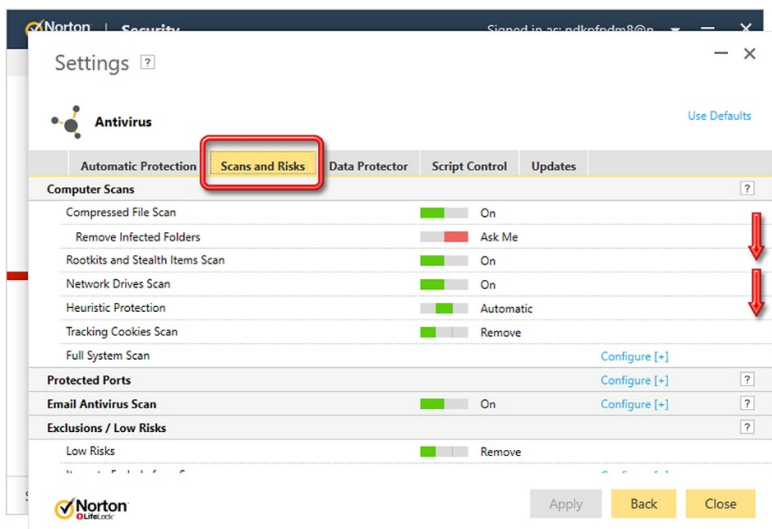 Norton | Security
Signed in as:
Settings ?
Antivirus
Use Defaults
Automatic Protection Scans and Risks Data Protector Script Control Updates
Computer Scans ?
Compressed File Scan On
Remove Infected Folders Ask Me
Rootkits and Stealth Items Scan On
Network Drives Scan On
Heuristic Protection Automatic
Tracking Cookies Scan Remove
Full System Scan Configure [+]
Protected Ports Configure [+] ?
Email Antivirus Scan On Configure [+] ?
Exclusions / Low Risks ?
Low Risks Remove
Norton
LifeLock
Apply Back Close